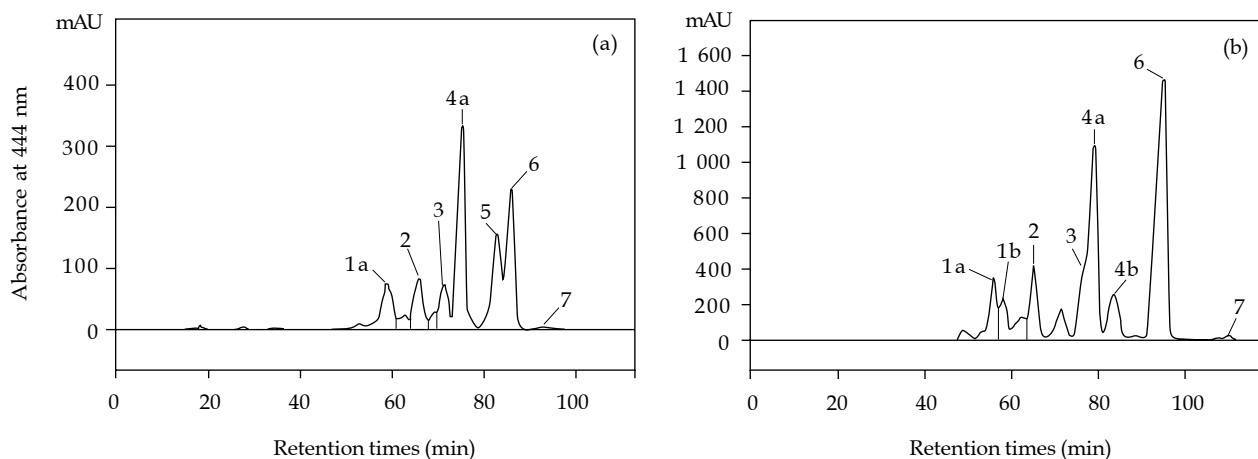 mAU
(a)
Absorbance at 444 nm
400
300
200
100
0
1a
2
3
4a
5
6
7
0 20 40 60 80 100
Retention times (min)
mAU
(b)
1 600
1 400
1 200
1 000
800
600
400
200
0
1a
1b
2
3
4a
4b
6
7
0 20 40 60 80 100
Retention times (min)